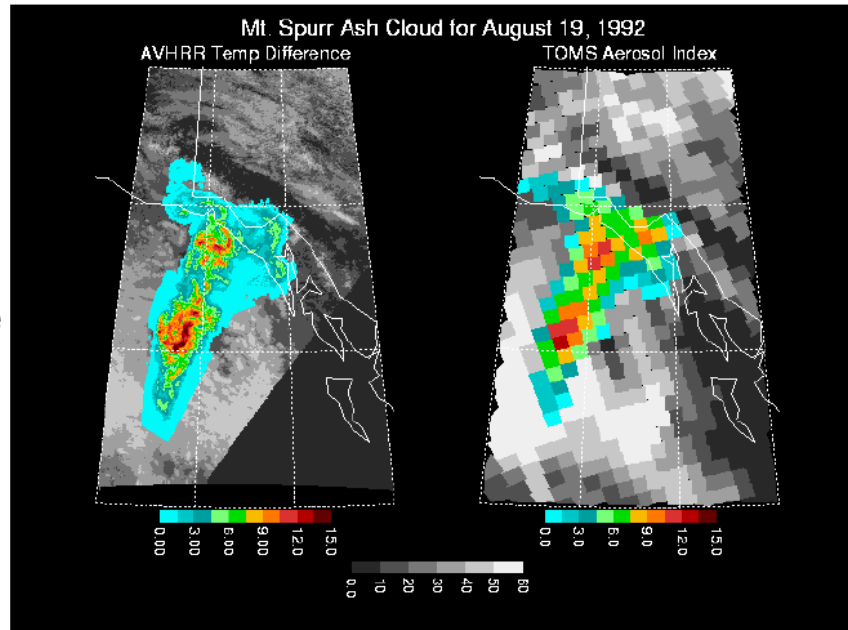 Mt. Spurr Ash Cloud for August 19, 1992
AVHRR Temp Difference
TOMS Aerosol Index
0.00 3.00 6.00 9.00 12.0 15.0
0.0 3.0 6.0 9.0 12.0 15.0
0.0 10 20 30 40 50 60